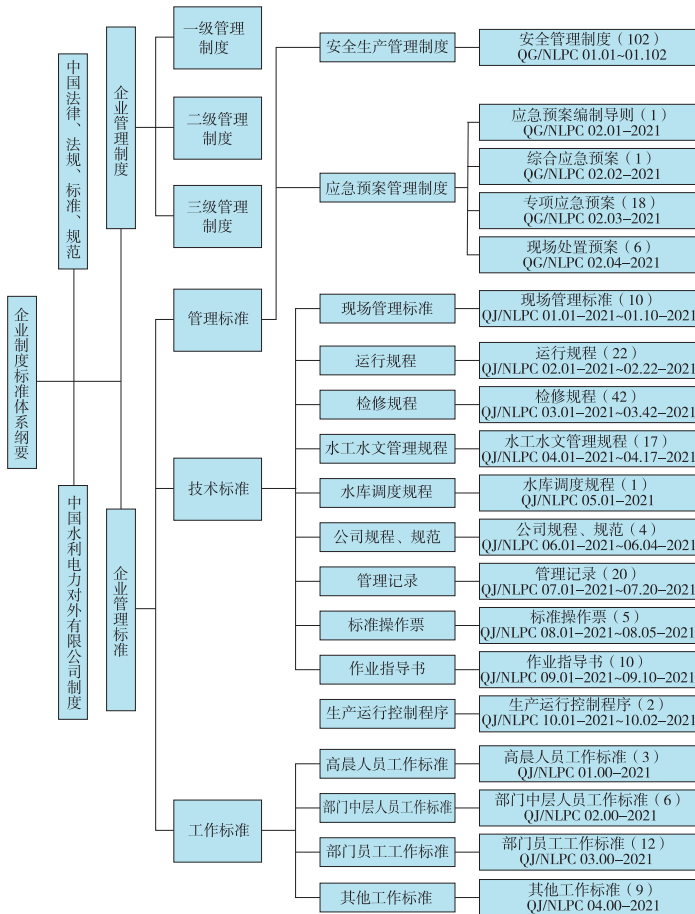 企业制度标准体系纲要
中国法律、法规、标准、规范
中国水利电力对外有限公司制度
企业管理制度
企业管理标准
一级管理
制度
二级管理
制度
三级管理
制度
管理标准
技术标准
工作标准
安全生产管理制度
安全管理制度（102）
QG/NLPC 01.01~01.102
应急预案管理制度
应急预案编制导则（1）
QG/NLPC 02.01−2021
综合应急预案（1）
QG/NLPC 02.02−2021
专项应急预案（18）
QG/NLPC 02.03−2021
现场处置预案（6）
QG/NLPC 02.04−2021
现场管理标准
现场管理标准（10）
QJ/NLPC 01.01−2021~01.10−2021
运行规程
运行规程（22）
QJ/NLPC 02.01−2021~02.22−2021
检修规程
检修规程（42）
QJ/NLPC 03.01−2021~03.42−2021
水工水文管理规程
水工水文管理规程（17）
QJ/NLPC 04.01−2021~04.17−2021
水库调度规程
水库调度规程（1）
QJ/NLPC 05.01−2021
公司规程、规范
公司规程、规范（4）
QJ/NLPC 06.01−2021~06.04−2021
管理记录
管理记录（20）
QJ/NLPC 07.01−2021~07.20−2021
标准操作票
标准操作票（5）
QJ/NLPC 08.01−2021~08.05−2021
作业指导书
作业指导书（10）
QJ/NLPC 09.01−2021~09.10−2021
生产运行控制程序
生产运行控制程序（2）
QJ/NLPC 10.01−2021~10.02−2021
高晨人员工作标准
高晨人员工作标准（3）
QJ/NLPC 01.00−2021
部门中层人员工作标准
部门中层人员工作标准（6）
QJ/NLPC 02.00−2021
部门员工工作标准
部门员工工作标准（12）
QJ/NLPC 03.00−2021
其他工作标准
其他工作标准（9）
QJ/NLPC 04.00−2021